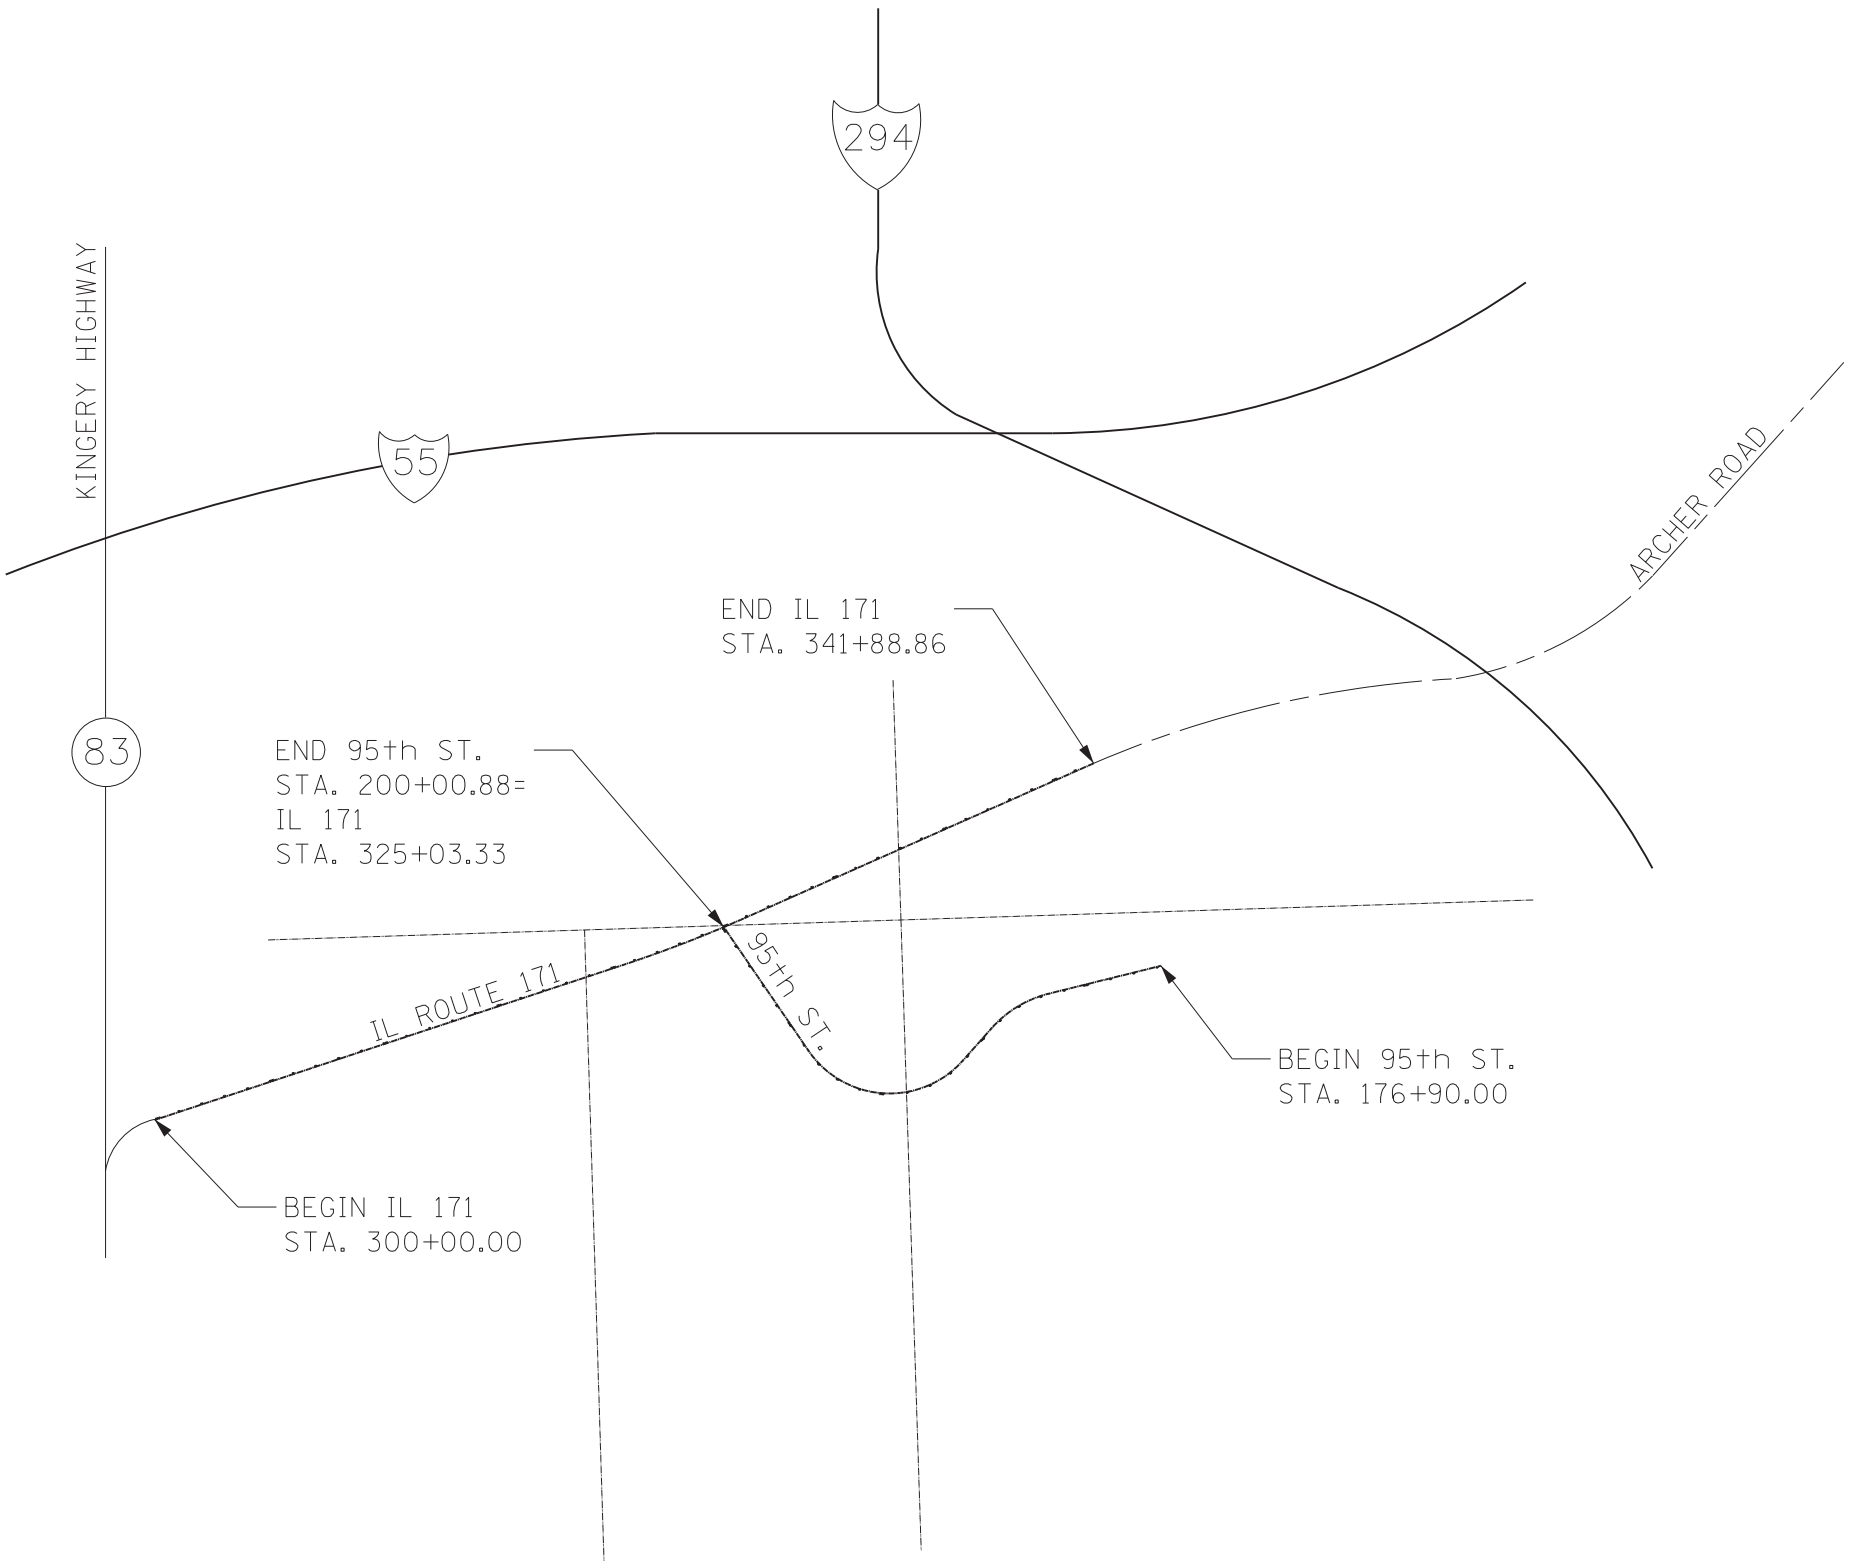 294
KINGERY HIGHWAY
55
ARCHER ROAD
END IL 171
STA. 341+88.86
83
END 95th ST.
STA. 200+00.88=
IL 171
STA. 325+03.33
95th ST.
IL ROUTE 171
BEGIN 95th ST.
STA. 176+90.00
BEGIN IL 171
STA. 300+00.00